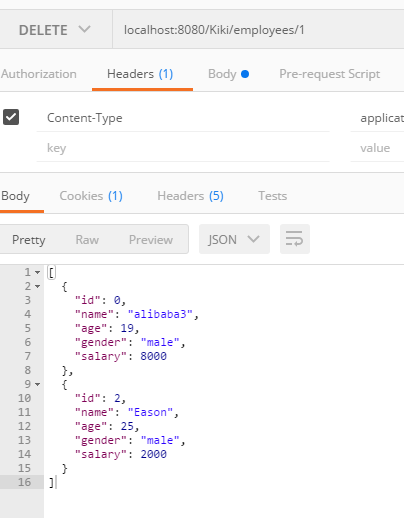 DELETE localhost:8080/Kiki/employees/1
Authorization Headers (1) Body Pre-request Script
Content-Type applicat
key value
Body Cookies (1) Headers (5) Tests
Pretty Raw Preview JSON
1 [
2 {
3 "id": 0,
4 "name": "alibaba3",
5 "age": 19,
6 "gender": "male",
7 "salary": 8000
8 },
9 {
10 "id": 2,
11 "name": "Eason",
12 "age": 25,
13 "gender": "male",
14 "salary": 2000
15 }
16 ]